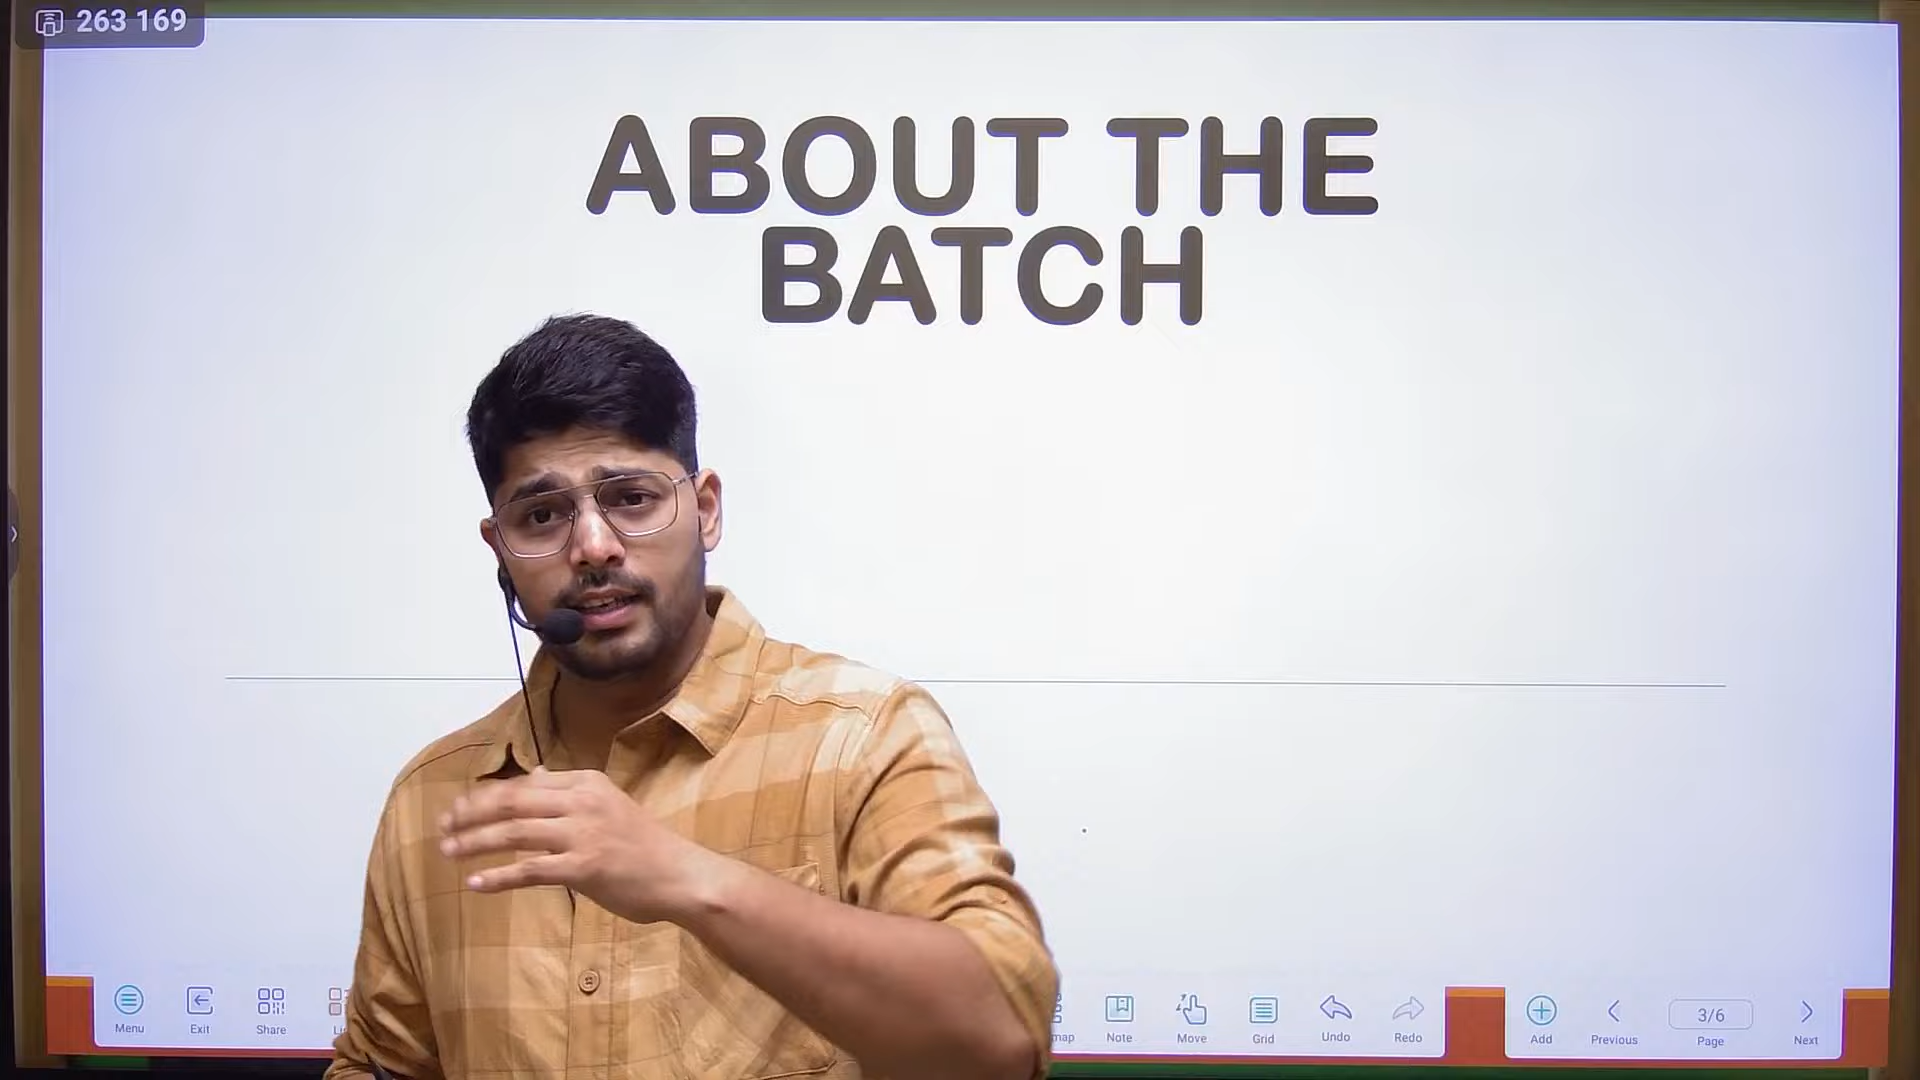 263 169
ABOUT THE
BATCH
Menu Exit Share Note Move Grid Undo Redo Add Previous 3/6 Page Next